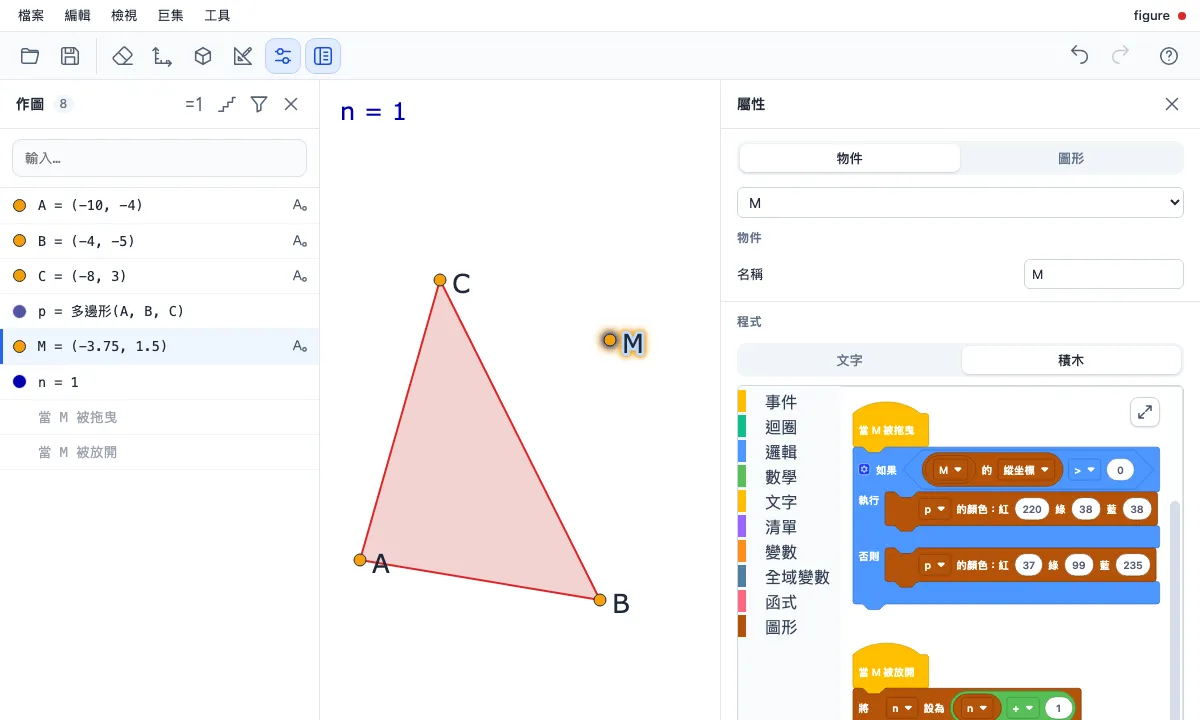 檔案 編輯 檢視 巨集 工具 figure
作圖 8 =1
輸入…
A = (−10, −4)
B = (−4, −5)
C = (−8, 3)
p = 多邊形(A, B, C)
M = (−3.75, 1.5)
n = 1
當 M 被拖曳
當 M 被放開
n = 1
C
M
A
B
屬性
物件 圖形
M
物件
名稱 M
程式
文字 積木
事件
迴圈
邏輯
數學
文字
清單
變數
全域變數
函式
圖形
當 M 被拖曳
如果 M 的 縱坐標 > 0
執行 p 的顏色：紅 220 綠 38 藍 38
否則 p 的顏色：紅 37 綠 99 藍 235
當 M 被放開
將 n 設為 n + 1